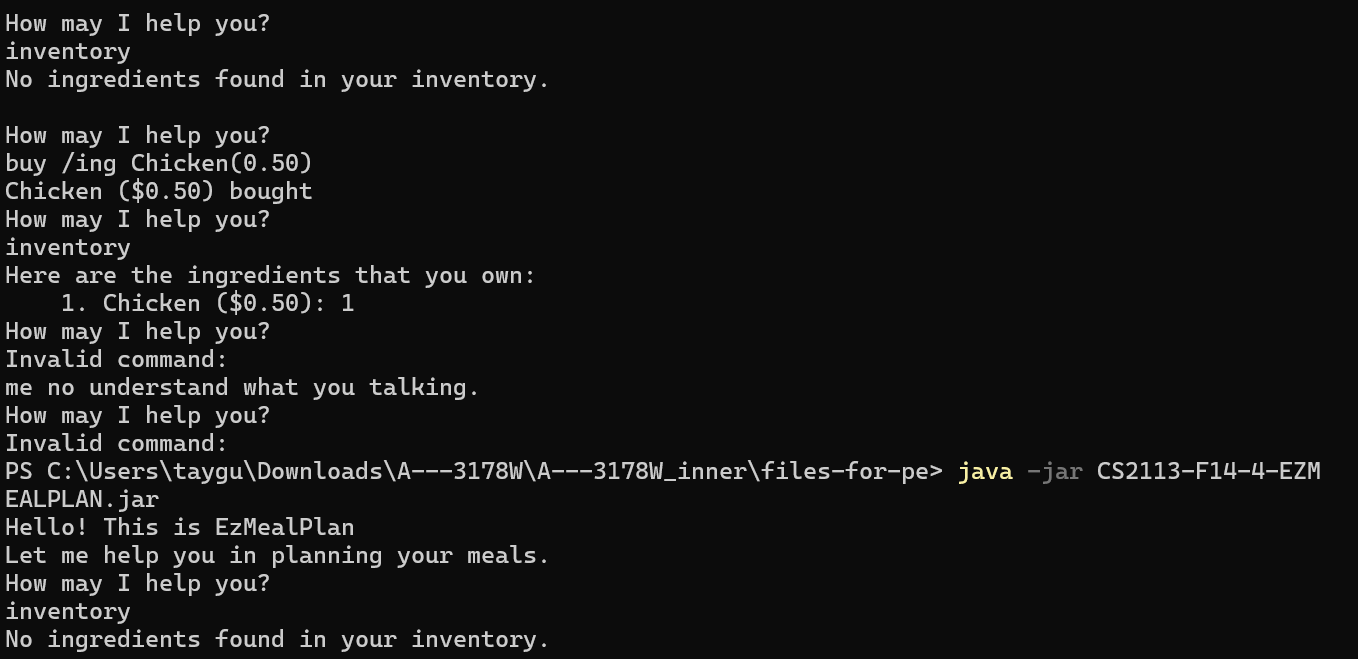 How may I help you?
inventory
No ingredients found in your inventory.
How may I help you?
buy /ing Chicken(0.50)
Chicken ($0.50) bought
How may I help you?
inventory
Here are the ingredients that you own:
    1. Chicken ($0.50): 1
How may I help you?
Invalid command:
me no understand what you talking.
How may I help you?
Invalid command:
PS C:\Users\taygu\Downloads\A---3178W\A---3178W_inner\files-for-pe> java -jar CS2113-F14-4-EZM
EALPLAN.jar
Hello! This is EzMealPlan
Let me help you in planning your meals.
How may I help you?
inventory
No ingredients found in your inventory.